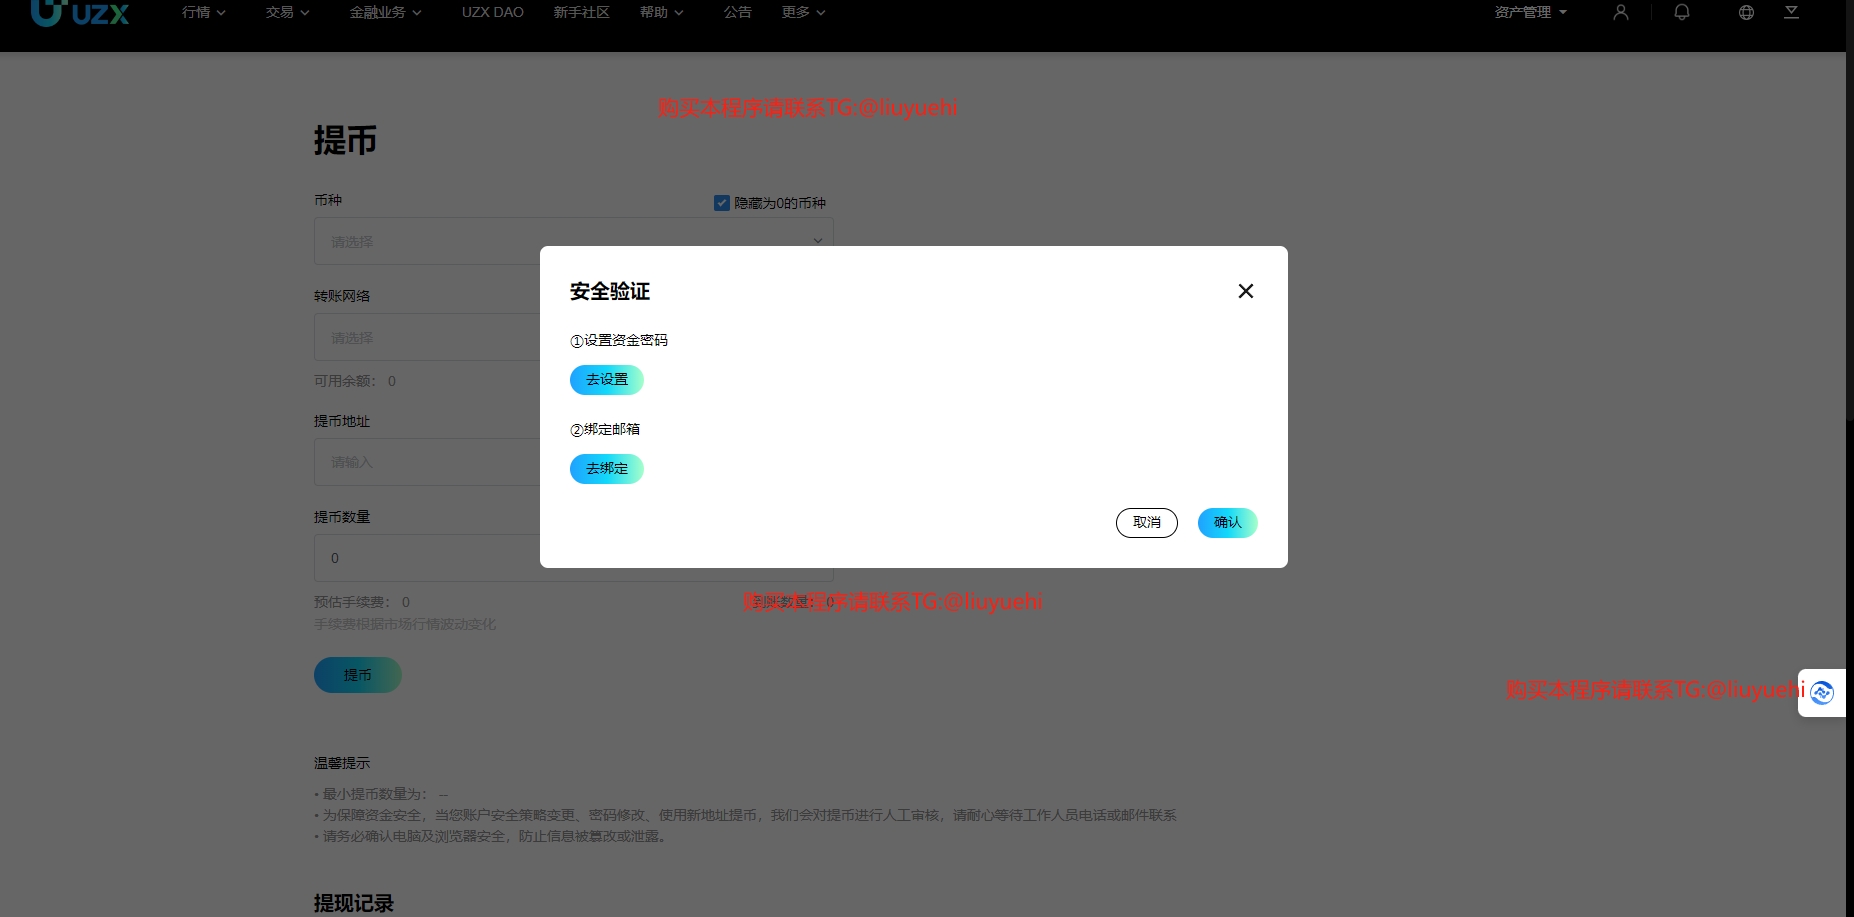 UZX 行情 交易 金融业务 UZX DAO 新手社区 帮助 公告 更多 资产管理
购买本程序请联系TG:@liuyuehi
提币
币种 隐藏为0的币种
请选择
安全验证
①设置资金密码
去设置
②绑定邮箱
去绑定
取消 确认
转账网络
请选择
可用余额： 0
提币地址
请输入
提币数量
0
预估手续费： 0 到账数量： 0
购买本程序请联系TG:@liuyuehi
手续费根据市场行情波动变化
提币
购买本程序请联系TG:@liuyuehi
温馨提示
• 最小提币数量为： --
• 为保障资金安全，当您账户安全策略变更、密码修改、使用新地址提币，我们会对提币进行人工审核，请耐心等待工作人员电话或邮件联系
• 请务必确认电脑及浏览器安全，防止信息被篡改或泄露。
提现记录